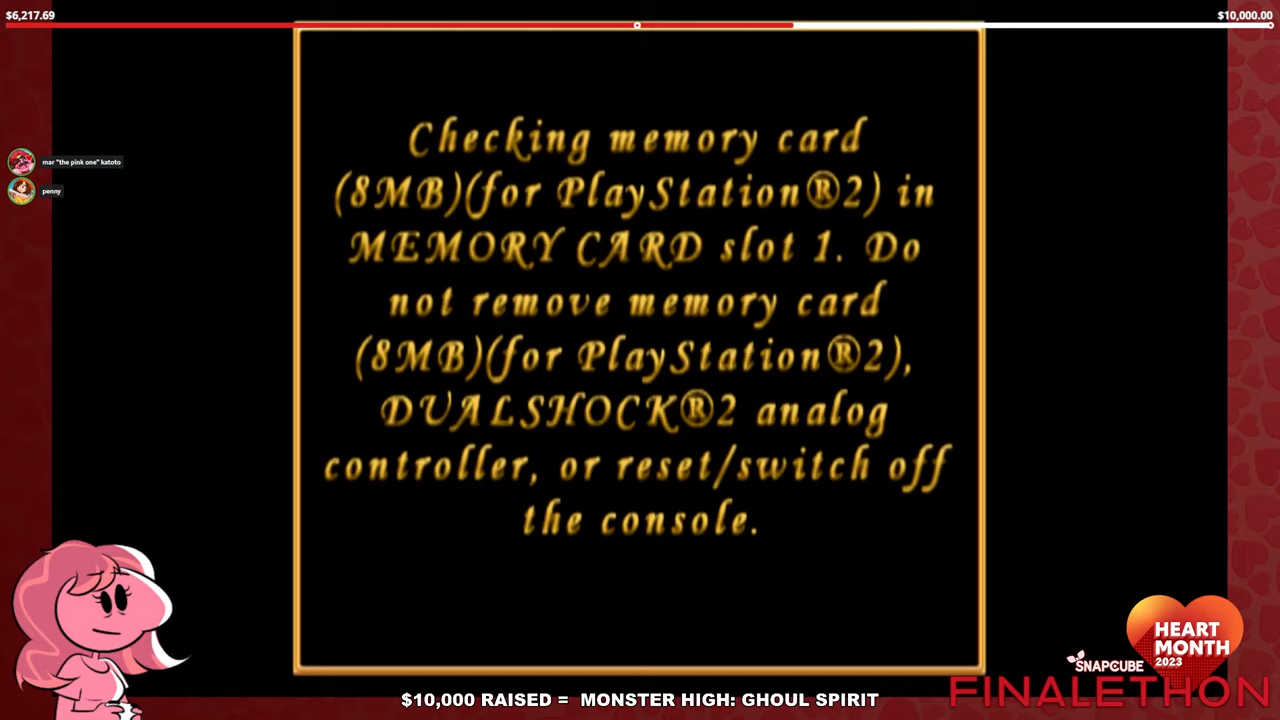 $6,217.69
$10,000.00
Checking memory card
(8MB)(for PlayStation®2) in
MEMORY CARD slot 1. Do
not remove memory card
(8MB)(for PlayStation®2),
DUALSHOCK®2 analog
controller, or reset/switch off
the console.
mar "the pink one" katoto
penny
HEART
MONTH
2023
SNAPCUBE
FINALETHON
$10,000 RAISED = MONSTER HIGH: GHOUL SPIRIT